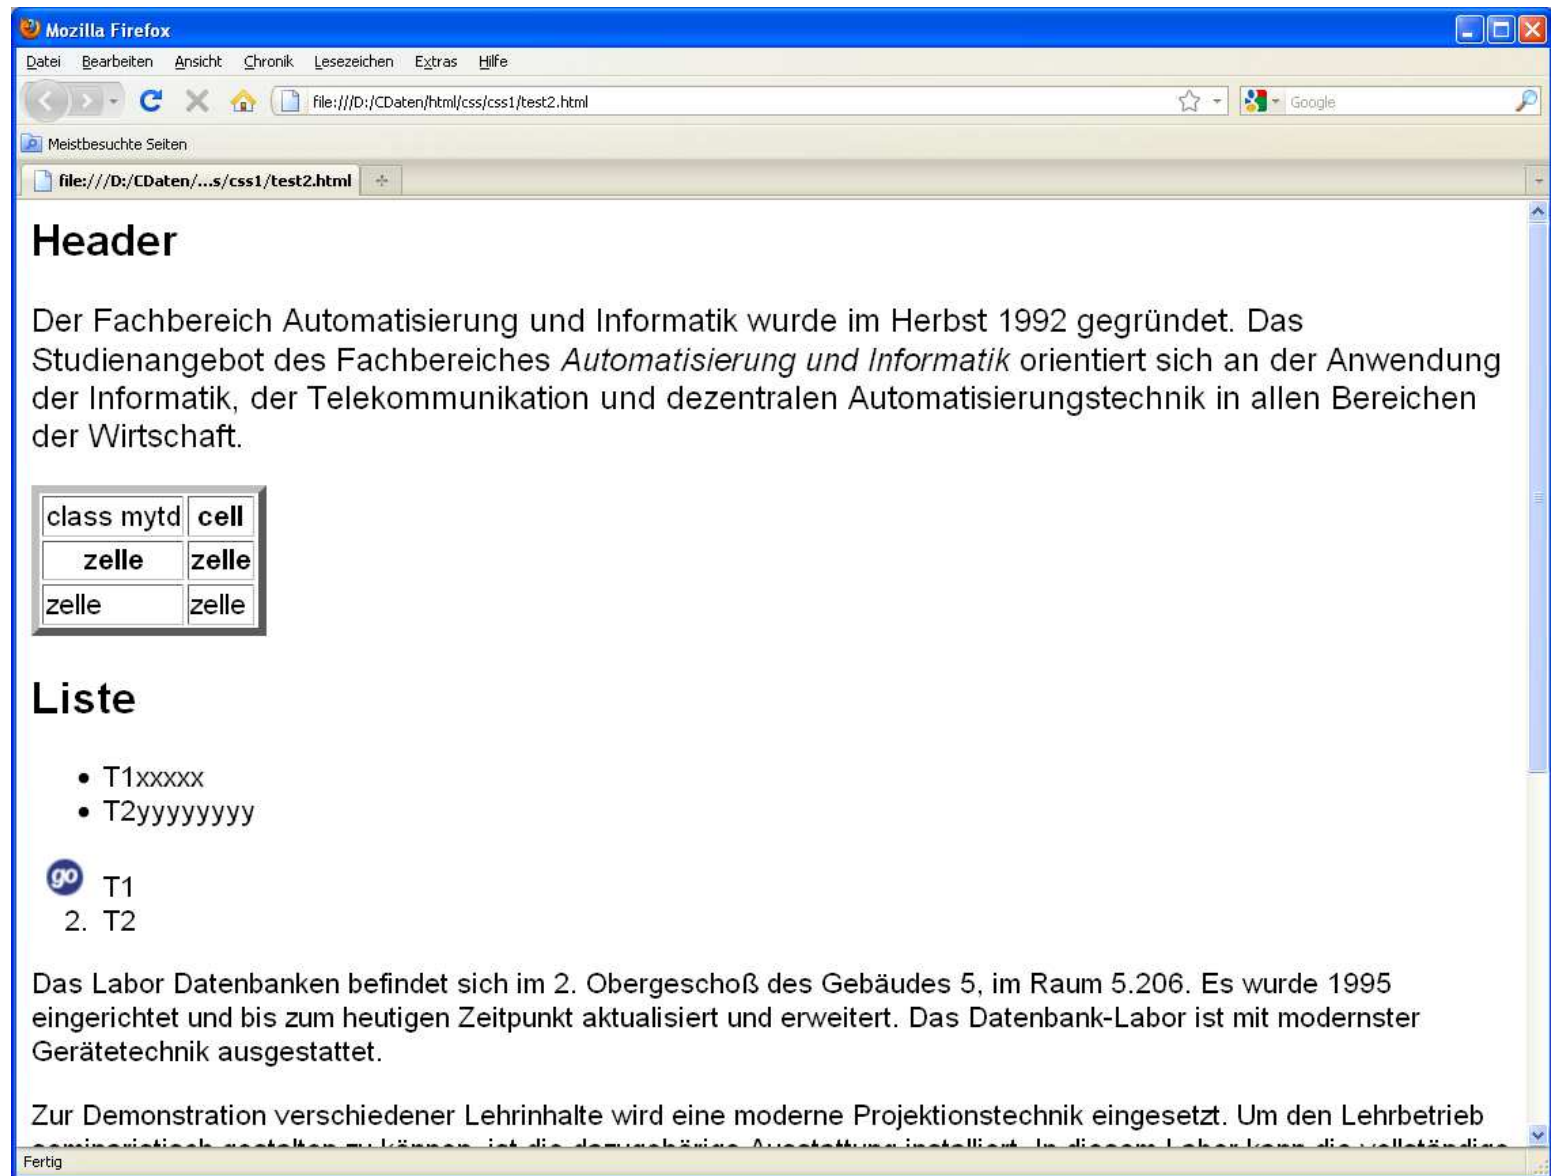 Mozilla Firefox
Datei Bearbeiten Ansicht Chronik Lesezeichen Extras Hilfe
file:///D:/CDaten/html/css/css1/test2.html
Google
Meistbesuchte Seiten
file:///D:/CDaten/...s/css1/test2.html
Header
Der Fachbereich Automatisierung und Informatik wurde im Herbst 1992 gegründet. Das
Studienangebot des Fachbereiches Automatisierung und Informatik orientiert sich an der Anwendung
der Informatik, der Telekommunikation und dezentralen Automatisierungstechnik in allen Bereichen
der Wirtschaft.
class mytd cell
zelle zelle
zelle zelle
Liste
• T1xxxxx
• T2yyyyyyyy
go T1
2. T2
Das Labor Datenbanken befindet sich im 2. Obergeschoß des Gebäudes 5, im Raum 5.206. Es wurde 1995
eingerichtet und bis zum heutigen Zeitpunkt aktualisiert und erweitert. Das Datenbank-Labor ist mit modernster
Gerätetechnik ausgestattet.
Zur Demonstration verschiedener Lehrinhalte wird eine moderne Projektionstechnik eingesetzt. Um den Lehrbetrieb
Fertig